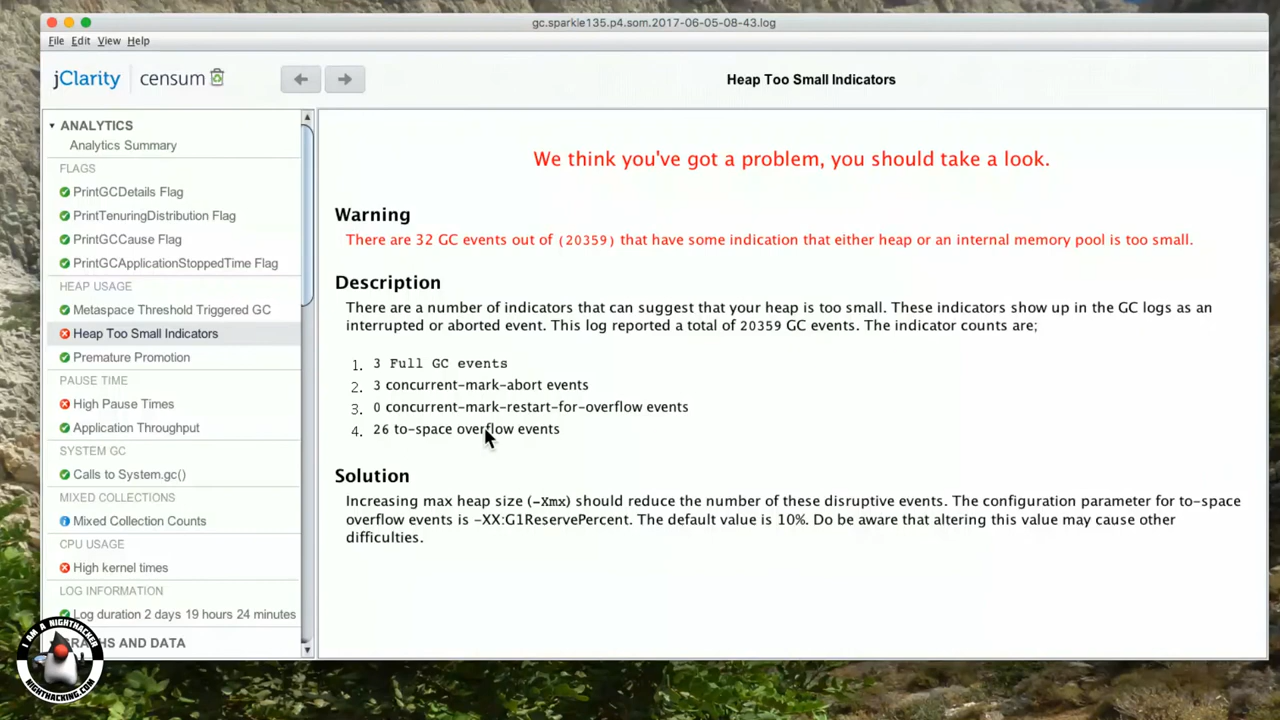 gc.sparkle135.p4.som.2017-06-05-08-43.log
File Edit View Help
jClarity censum
Heap Too Small Indicators
ANALYTICS
Analytics Summary
FLAGS
PrintGCDetails Flag
PrintTenuringDistribution Flag
PrintGCCause Flag
PrintGCApplicationStoppedTime Flag
HEAP USAGE
Metaspace Threshold Triggered GC
Heap Too Small Indicators
Premature Promotion
PAUSE TIME
High Pause Times
Application Throughput
SYSTEM GC
Calls to System.gc()
MIXED COLLECTIONS
Mixed Collection Counts
CPU USAGE
High kernel times
LOG INFORMATION
Log duration 2 days 19 hours 24 minutes
AND DATA
We think you've got a problem, you should take a look.
Warning
There are 32 GC events out of (20359) that have some indication that either heap or an internal memory pool is too small.
Description
There are a number of indicators that can suggest that your heap is too small. These indicators show up in the GC logs as an
interrupted or aborted event. This log reported a total of 20359 GC events. The indicator counts are;
1. 3 Full GC events
2. 3 concurrent-mark-abort events
3. 0 concurrent-mark-restart-for-overflow events
4. 26 to-space overflow events
Solution
Increasing max heap size (-Xmx) should reduce the number of these disruptive events. The configuration parameter for to-space
overflow events is -XX:G1ReservePercent. The default value is 10%. Do be aware that altering this value may cause other
difficulties.
I AM A NIGHTHACKER
NIGHTHACKING.COM